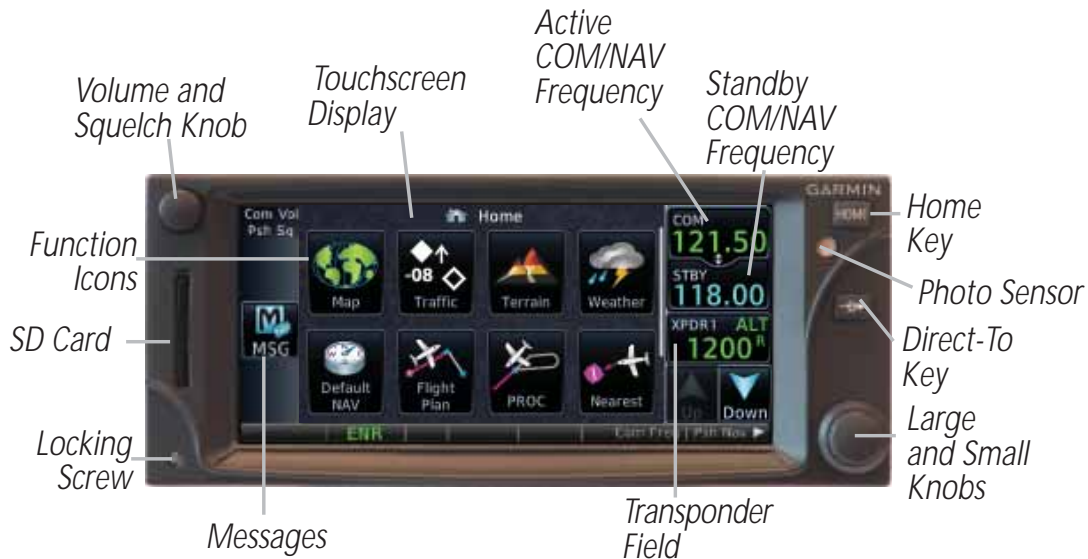 Active
COM/NAV
Frequency
Volume and
Squelch Knob
Touchscreen
Display
Standby
COM/NAV
Frequency
GARMIN
Com Vol
Psh Sq
Home
COM
121.50
HOME
Home
Key
Function
Icons
-08
Map
Traffic
Terrain
Weather
STBY
118.00
Photo Sensor
SD Card
M
MSG
XPDR1 ALT
1200 R
Direct-To
Key
Default
NAV
Flight
Plan
PROC
Nearest
Up
Down
ENR
Com Freq | Psh Nav
Large
and Small
Knobs
Locking
Screw
Messages
Transponder
Field